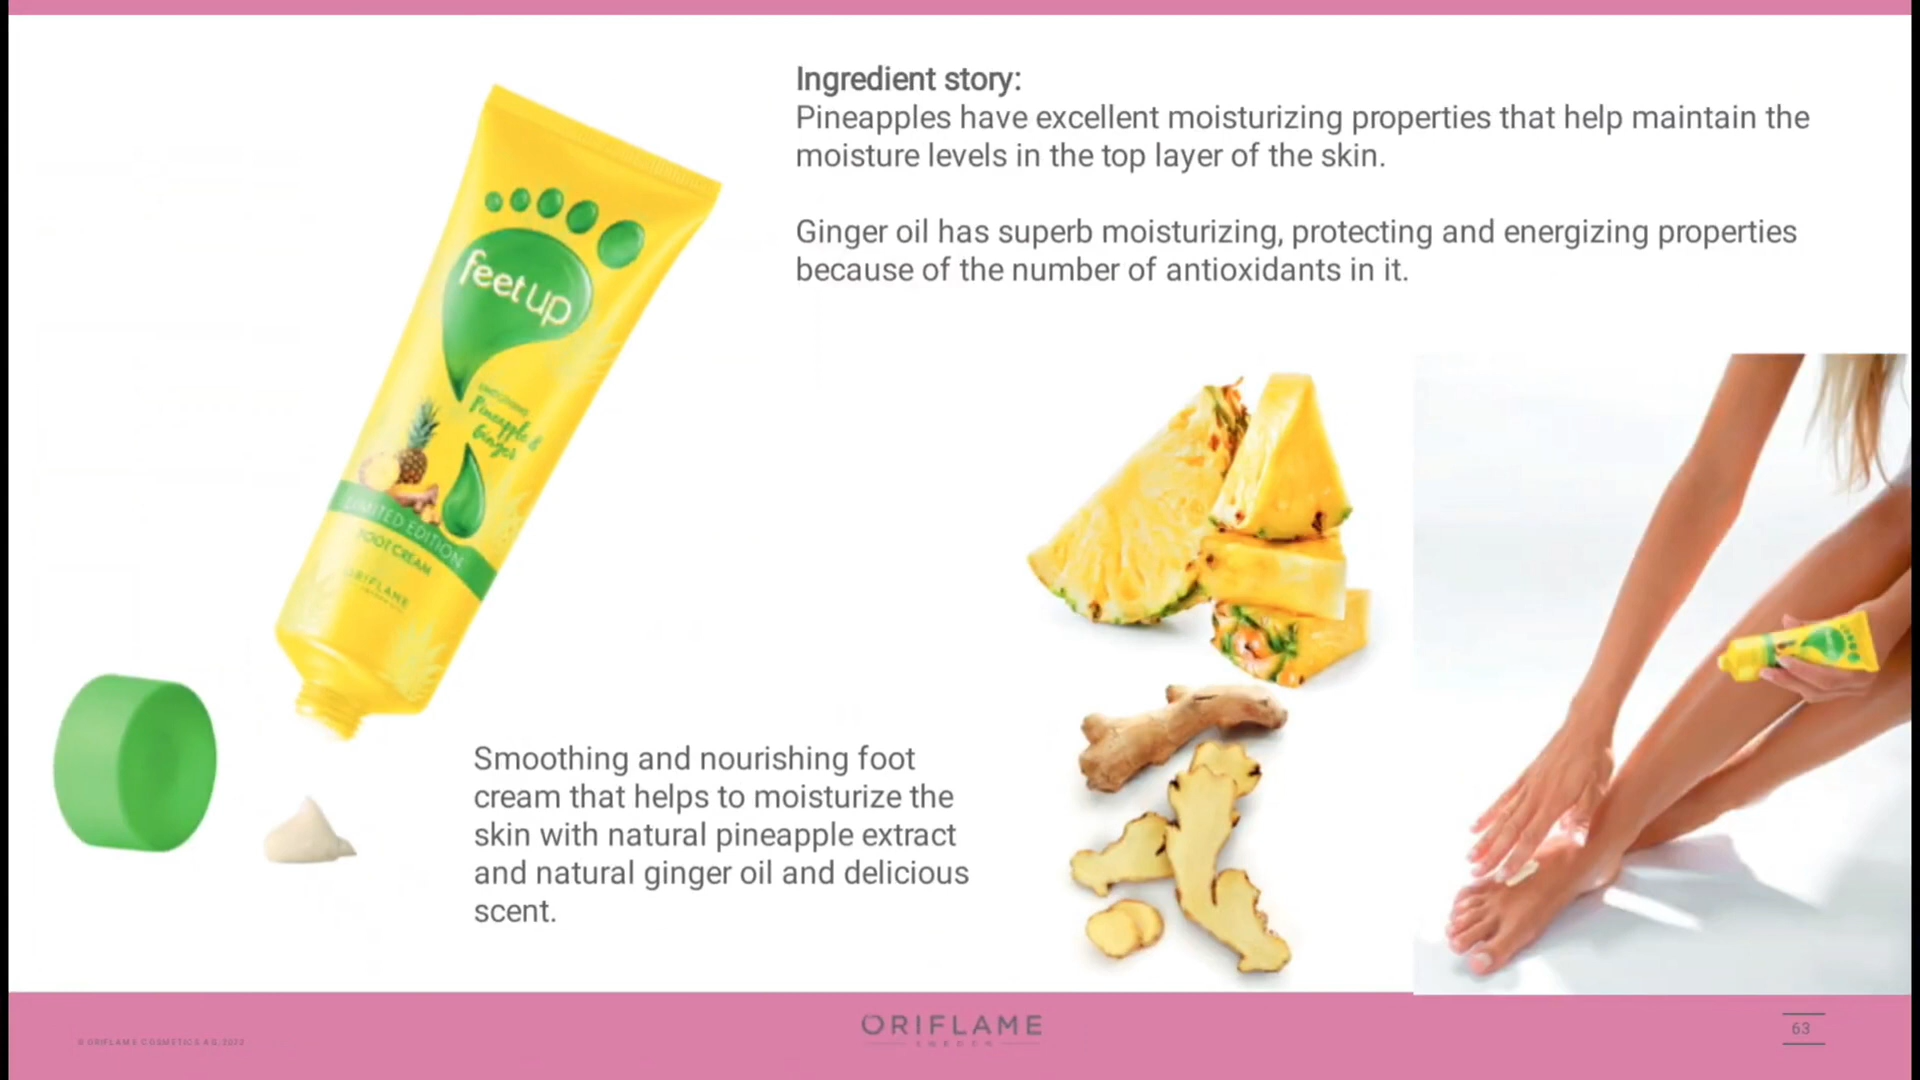 Ingredient story:
Pineapples have excellent moisturizing properties that help maintain the
moisture levels in the top layer of the skin.
Ginger oil has superb moisturizing, protecting and energizing properties
because of the number of antioxidants in it.
feet up
SMOOTHING
Pineapple &
Ginger
LIMITED EDITION
FOOT CREAM
ORIFLAME
Smoothing and nourishing foot
cream that helps to moisturize the
skin with natural pineapple extract
and natural ginger oil and delicious
scent.
ORIFLAME
SWEDEN
63